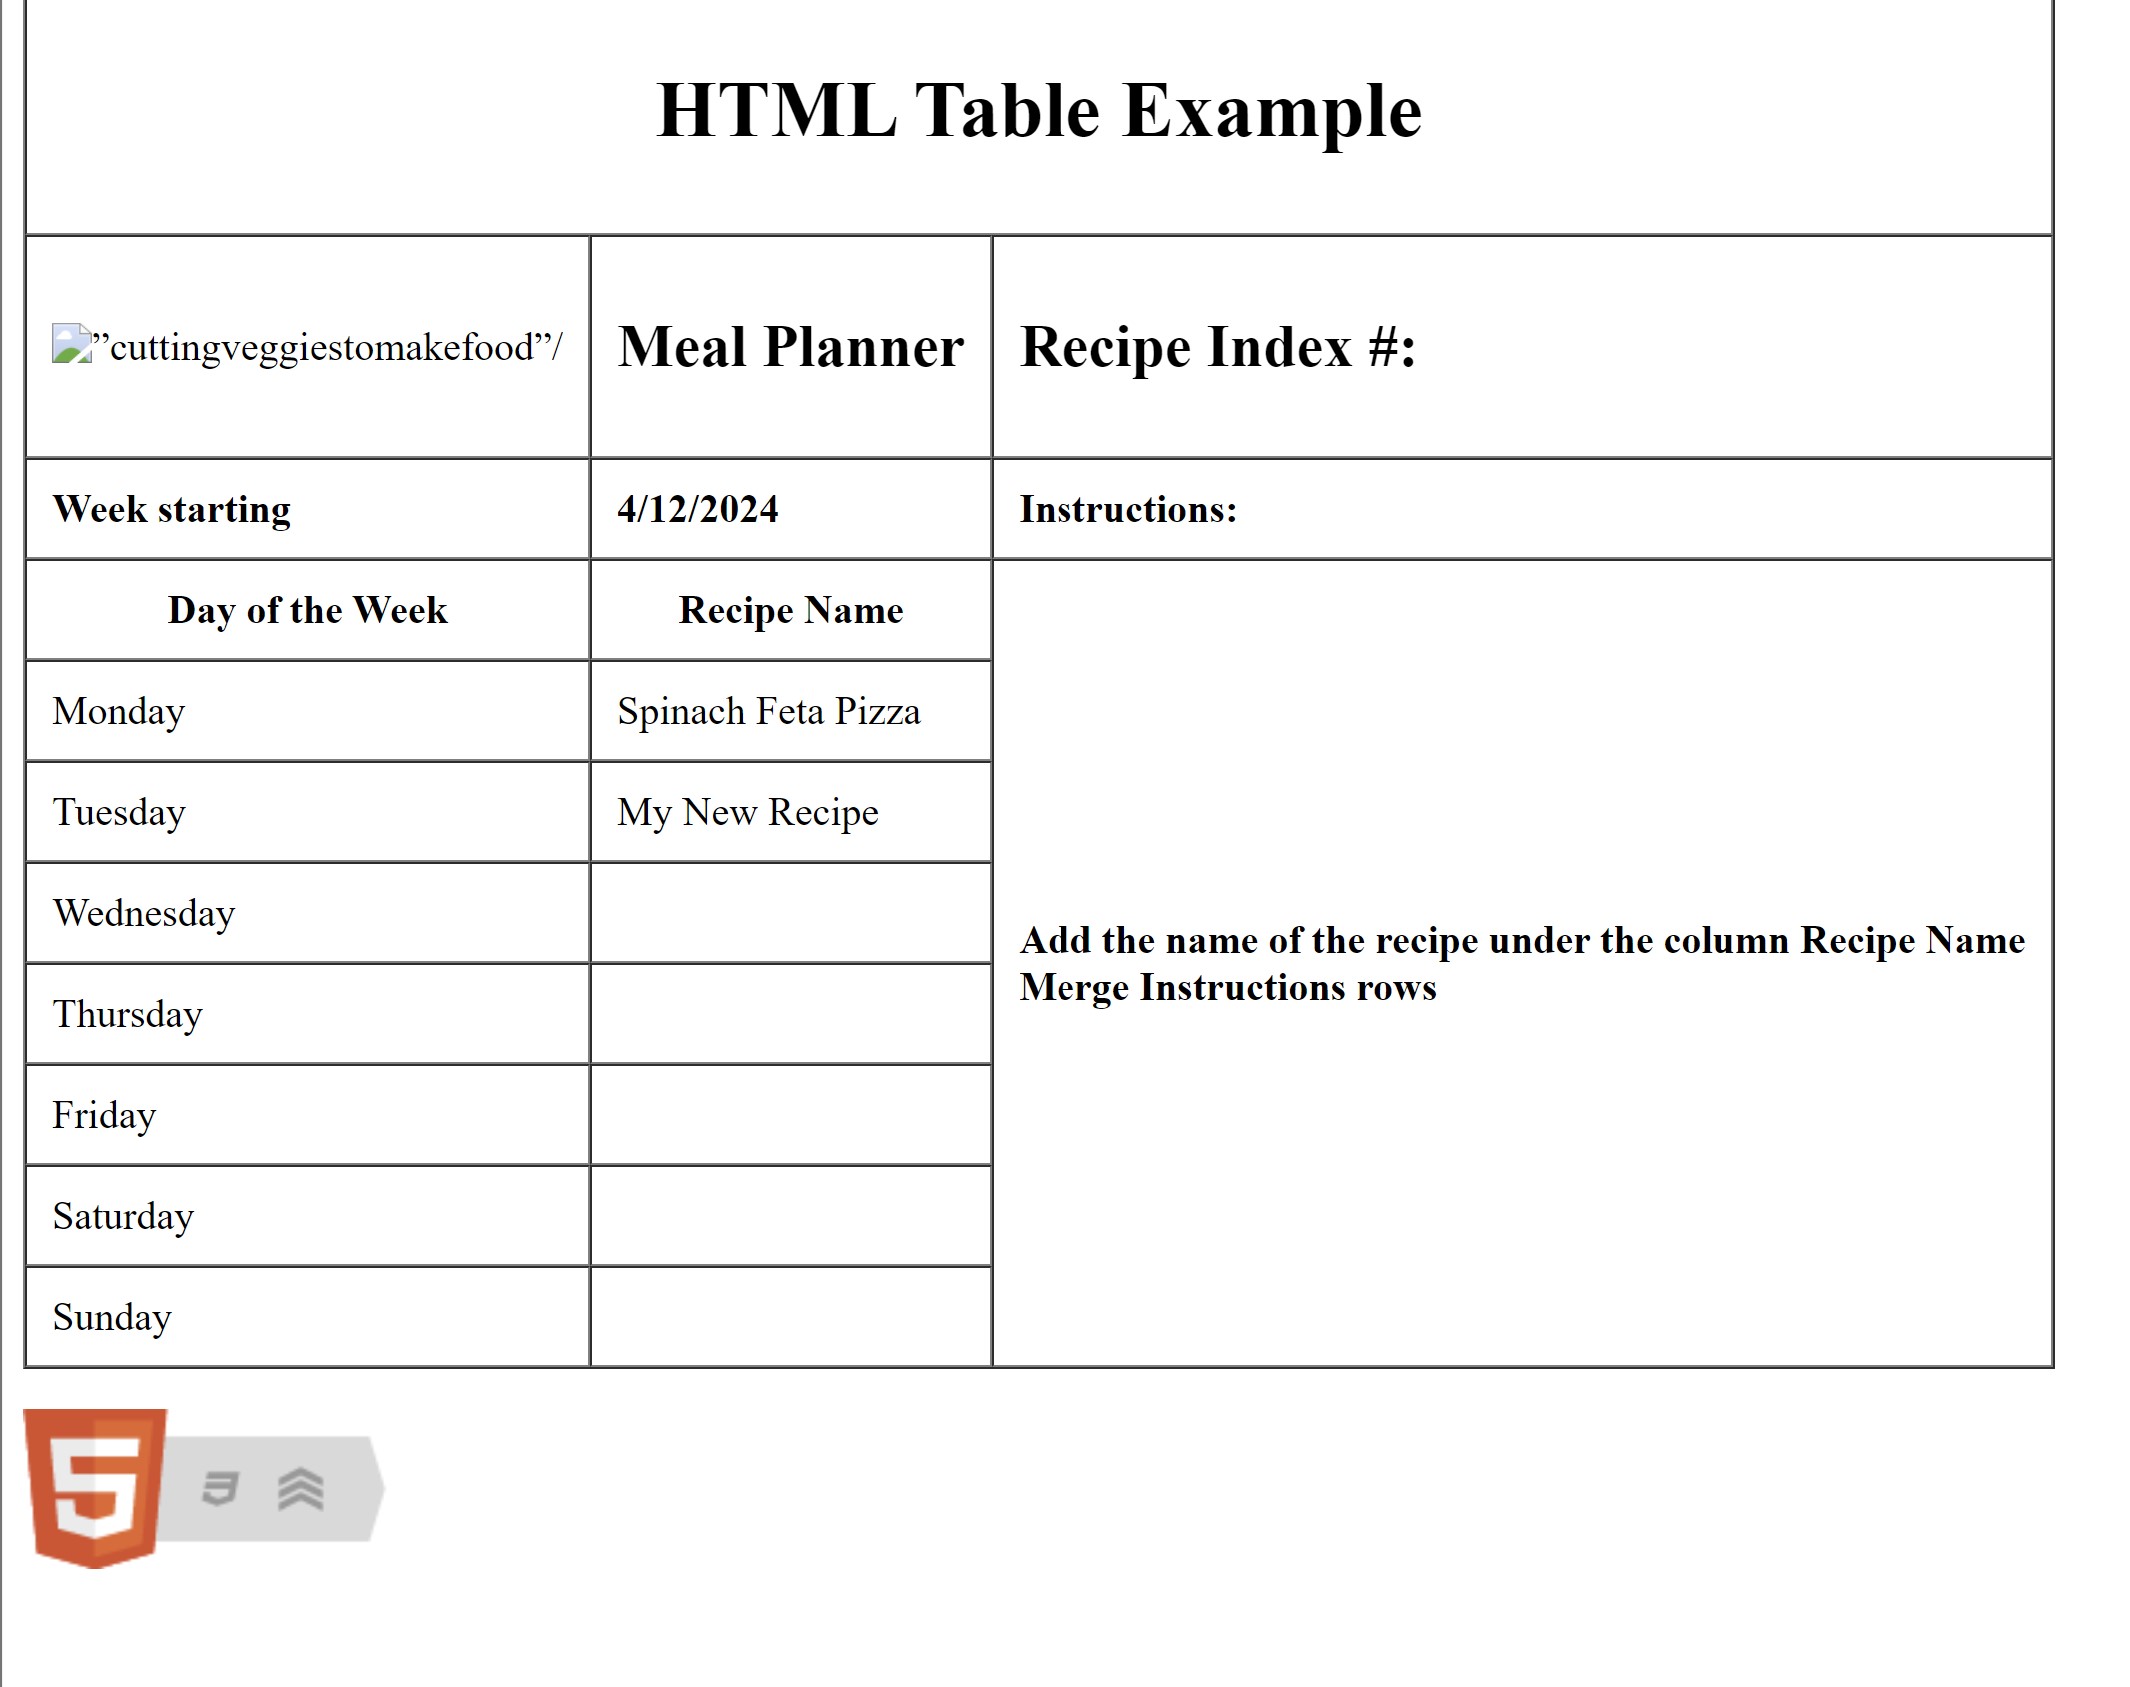 HTML Table Example
”cuttingveggiestomakefood”/
Meal Planner
Recipe Index #:
Week starting
4/12/2024
Instructions:
Day of the Week
Recipe Name
Monday
Spinach Feta Pizza
Tuesday
My New Recipe
Wednesday
Thursday
Friday
Saturday
Sunday
Add the name of the recipe under the column Recipe Name
Merge Instructions rows
5
3